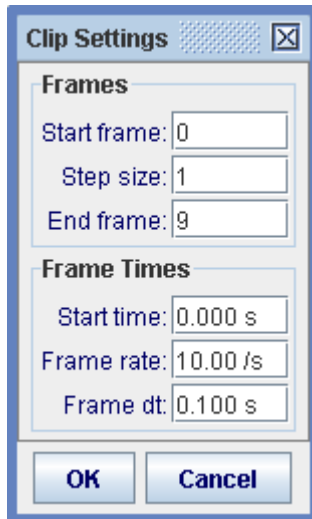 Clip Settings
Frames
Start frame: 0
Step size: 1
End frame: 9
Frame Times
Start time: 0.000 s
Frame rate: 10.00 /s
Frame dt: 0.100 s
OK Cancel